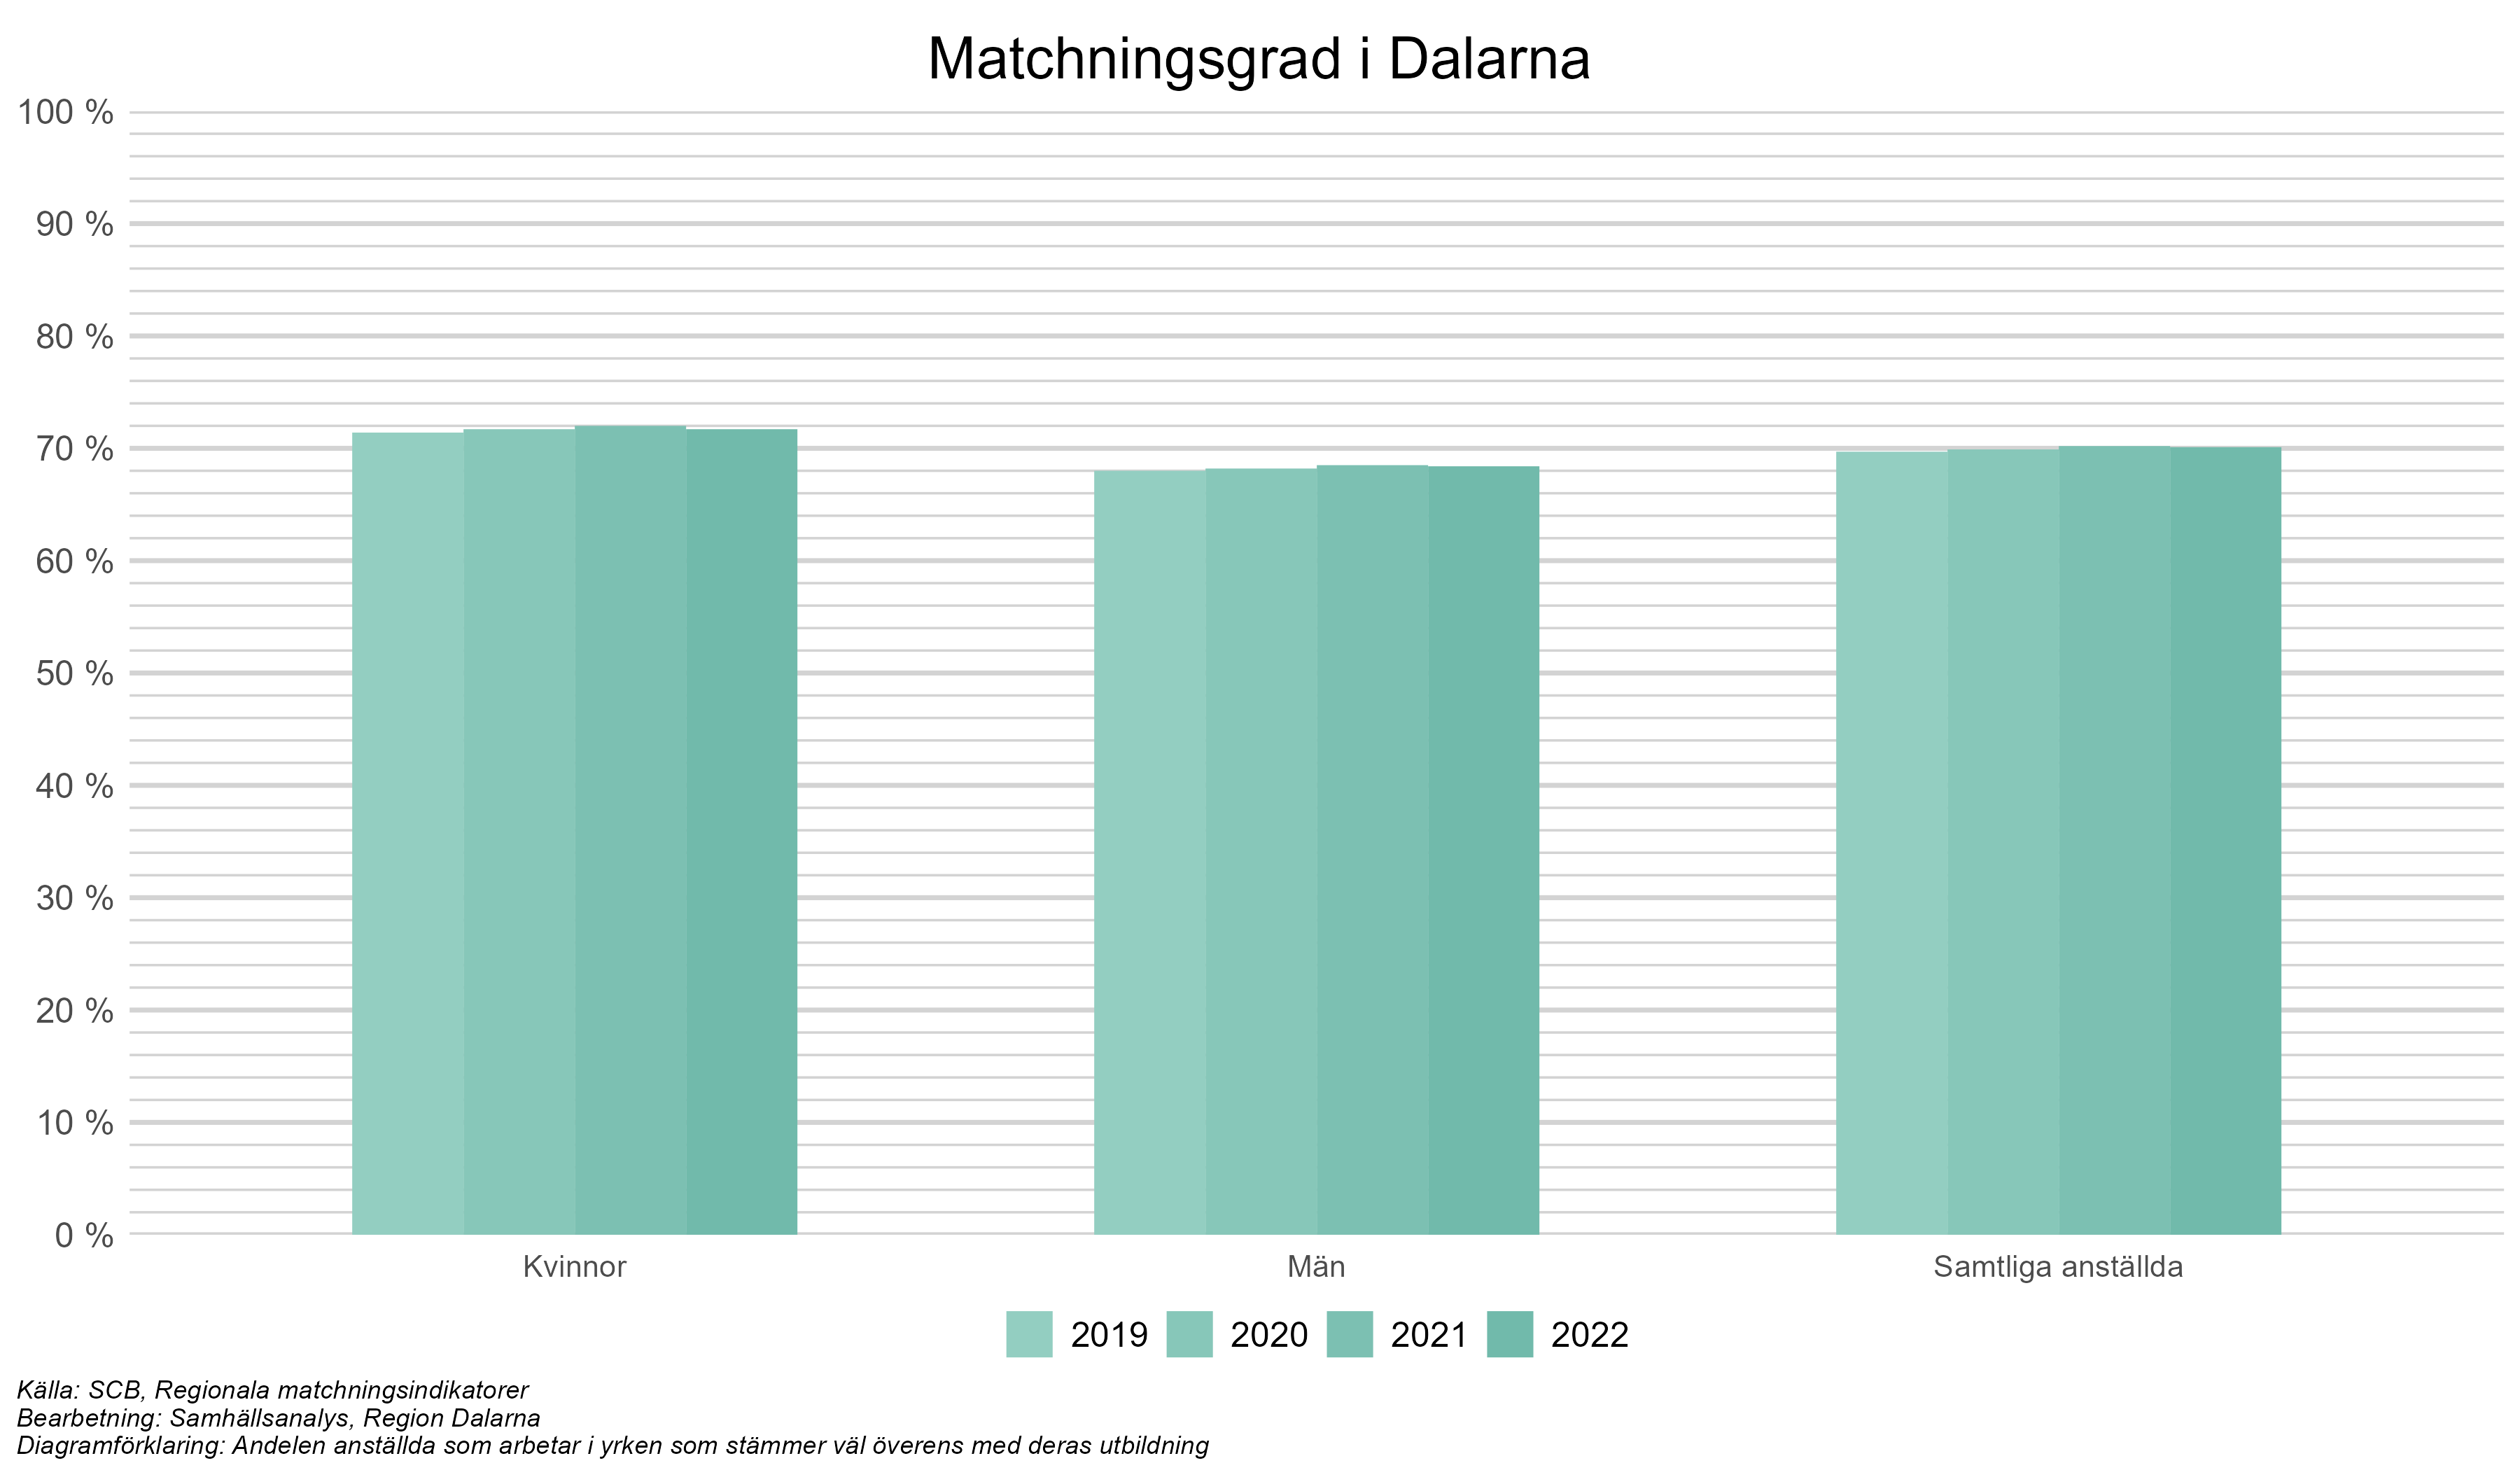 Matchningsgrad i Dalarna
100 %
90 %
80 %
70 %
60 %
50 %
40 %
30 %
20 %
10 %
0 %
Kvinnor Män Samtliga anställda
2019 2020 2021 2022
Källa: SCB, Regionala matchningsindikatorer
Bearbetning: Samhällsanalys, Region Dalarna
Diagramförklaring: Andelen anställda som arbetar i yrken som stämmer väl överens med deras utbildning